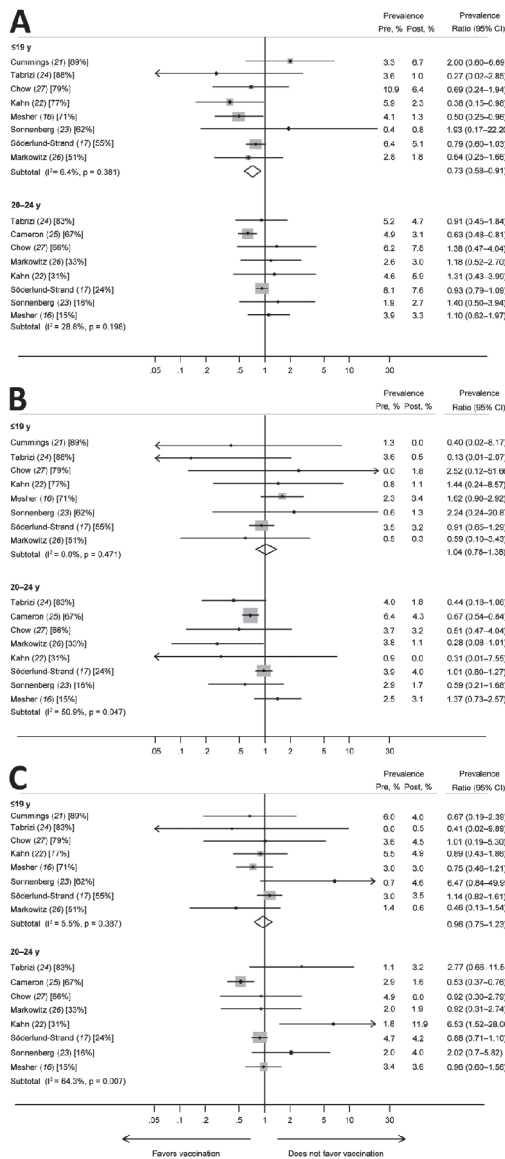 A
Prevalence Prevalence
Pre, % Post, % Ratio (95% CI)
≤19 y
Cummings (21) [89%] 3.3 6.7 2.00 (0.60–6.69)
Tabrizi (24) [88%] 3.6 1.0 0.27 (0.02–2.85)
Chow (27) [79%] 10.9 6.4 0.69 (0.24–1.94)
Kahn (22) [77%] 5.9 2.3 0.38 (0.15–0.96)
Mesher (16) [71%] 4.1 1.3 0.50 (0.25–0.96)
Sonnenberg (23) [62%] 0.4 0.8 1.93 (0.17–22.20)
Söderlund-Strand (17) [55%] 6.4 5.1 0.79 (0.60–1.03)
Markowitz (26) [51%] 2.8 1.8 0.64 (0.25–1.66)
Subtotal (I² = 6.4%, p = 0.381) 0.73 (0.58–0.91)
20–24 y
Tabrizi (24) [83%] 5.2 4.7 0.91 (0.45–1.84)
Cameron (25) [67%] 4.9 3.1 0.63 (0.48–0.81)
Chow (27) [66%] 6.2 7.8 1.38 (0.47–4.04)
Markowitz (26) [33%] 2.6 3.0 1.18 (0.52–2.70)
Kahn (22) [31%] 4.6 5.9 1.31 (0.43–3.99)
Söderlund-Strand (17) [24%] 8.1 7.6 0.93 (0.79–1.09)
Sonnenberg (23) [16%] 1.9 2.7 1.40 (0.50–3.94)
Mesher (16) [15%] 3.9 3.3 1.10 (0.62–1.97)
Subtotal (I² = 28.8%, p = 0.198)
.05 .1 .2 .5 1 2 5 10 30
B
Prevalence Prevalence
Pre, % Post, % Ratio (95% CI)
≤19 y
Cummings (21) [89%] 1.3 0.0 0.40 (0.02–8.17)
Tabrizi (24) [88%] 3.6 0.5 0.13 (0.01–2.07)
Chow (27) [79%] 0.0 1.8 2.52 (0.12–51.66)
Kahn (22) [77%] 0.8 1.1 1.44 (0.24–8.57)
Mesher (16) [71%] 2.3 3.4 1.62 (0.90–2.92)
Sonnenberg (23) [62%] 0.6 1.3 2.24 (0.24–20.87)
Söderlund-Strand (17) [55%] 3.5 3.2 0.91 (0.65–1.29)
Markowitz (26) [51%] 0.5 0.3 0.59 (0.10–3.43)
Subtotal (I² = 0.0%, p = 0.471) 1.04 (0.78–1.38)
20–24 y
Tabrizi (24) [83%] 4.0 1.8 0.44 (0.18–1.06)
Cameron (25) [67%] 6.4 4.3 0.67 (0.54–0.84)
Chow (27) [66%] 3.7 3.2 0.51 (0.47–4.04)
Markowitz (26) [33%] 3.8 1.1 0.28 (0.08–1.01)
Kahn (22) [31%] 0.9 0.0 0.31 (0.01–7.55)
Söderlund-Strand (17) [24%] 3.9 4.0 1.01 (0.80–1.27)
Sonnenberg (23) [16%] 2.9 1.7 0.59 (0.21–1.68)
Mesher (16) [15%] 2.5 3.1 1.37 (0.73–2.57)
Subtotal (I² = 50.9%, p = 0.047)
.05 .1 .2 .5 1 2 5 10 30
C
Prevalence Prevalence
Pre, % Post, % Ratio (95% CI)
≤19 y
Cummings (21) [89%] 6.0 4.0 0.67 (0.19–2.39)
Tabrizi (24) [83%] 0.0 0.5 0.41 (0.02–9.89)
Chow (27) [79%] 3.6 4.5 1.01 (0.19–5.30)
Kahn (22) [77%] 5.5 4.9 0.89 (0.43–1.86)
Mesher (16) [71%] 3.0 3.0 0.75 (0.46–1.21)
Sonnenberg (23) [62%] 0.7 4.6 6.47 (0.84–49.9
Söderlund-Strand (17) [55%] 3.0 3.5 1.14 (0.82–1.61)
Markowitz (26) [51%] 1.4 0.6 0.46 (0.13–1.54)
Subtotal (I² = 5.5%, p = 0.387) 0.96 (0.75–1.23)
20–24 y
Tabrizi (24) [83%] 1.1 3.2 2.77 (0.66–11.5
Cameron (25) [67%] 2.9 1.6 0.53 (0.37–0.76)
Chow (27) [66%] 4.9 6.0 0.92 (0.30–2.79)
Markowitz (26) [33%] 2.0 1.9 0.92 (0.31–2.74)
Kahn (22) [31%] 1.8 11.9 6.53 (1.52–28.0
Söderlund-Strand (17) [24%] 4.7 4.2 0.88 (0.71–1.10)
Sonnenberg (23) [16%] 2.0 4.0 2.02 (0.7–5.82)
Mesher (16) [15%] 3.4 3.6 0.96 (0.60–1.56)
Subtotal (I² = 64.3%, p = 0.007)
.05 .1 .2 .5 1 2 5 10 30
Favors vaccination Does not favor vaccination